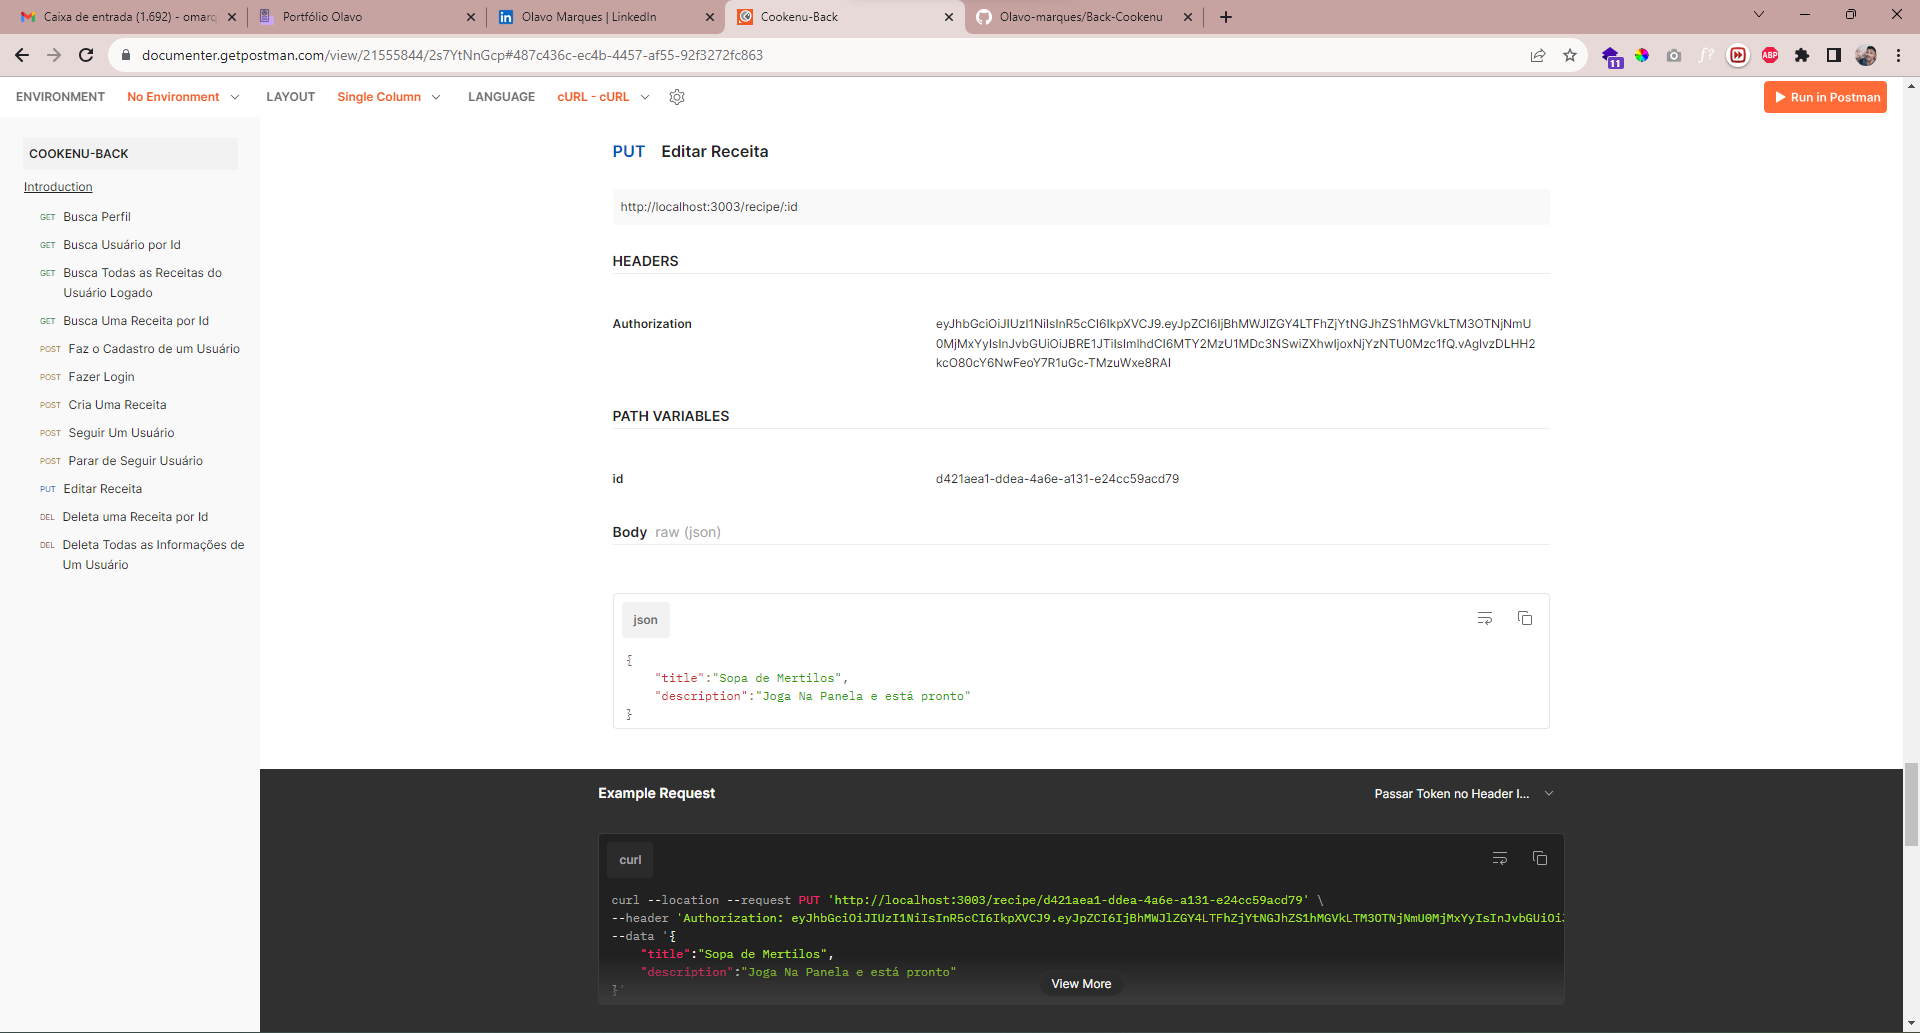 Caixa de entrada (1.692) - omarq
Portfólio Olavo
Olavo Marques | LinkedIn
Cookenu-Back
Olavo-marques/Back-Cookenu
documenter.getpostman.com/view/21555844/2s7YtNnGcp#487c436c-ec4b-4457-af55-92f3272fc863
11
f?
ABP
ENVIRONMENT
No Environment
LAYOUT
Single Column
LANGUAGE
cURL - cURL
Run in Postman
COOKENU-BACK
Introduction
GET Busca Perfil
GET Busca Usuário por Id
GET Busca Todas as Receitas do
Usuário Logado
GET Busca Uma Receita por Id
POST Faz o Cadastro de um Usuário
POST Fazer Login
POST Cria Uma Receita
POST Seguir Um Usuário
POST Parar de Seguir Usuário
PUT Editar Receita
DEL Deleta uma Receita por Id
DEL Deleta Todas as Informações de
Um Usuário
PUT Editar Receita
http://localhost:3003/recipe/:id
HEADERS
Authorization
eyJhbGciOiJIUzI1NiIsInR5cCI6IkpXVCJ9.eyJpZCI6IjBhMWJlZGY4LTFhZjYtNGJhZS1hMGVkLTM3OTNjNmU
0MjMxYyIsInJvbGUiOiJBRE1JTiIsImlhdCI6MTY2MzU1MDc3NSwiZXhwIjoxNjYzNTU0Mzc1fQ.vAglvzDLHH2
kcO80cY6NwFeoY7R1uGc-TMzuWxe8RAI
PATH VARIABLES
id
d421aea1-ddea-4a6e-a131-e24cc59acd79
Body raw (json)
json
{
"title":"Sopa de Mertilos",
"description":"Joga Na Panela e está pronto"
}
Example Request
Passar Token no Header I...
curl
curl --location --request PUT 'http://localhost:3003/recipe/d421aea1-ddea-4a6e-a131-e24cc59acd79' \
--header 'Authorization: eyJhbGciOiJIUzI1NiIsInR5cCI6IkpXVCJ9.eyJpZCI6IjBhMWJlZGY4LTFhZjYtNGJhZS1hMGVkLTM3OTNjNmU0MjMxYyIsInJvbGUiOiJ
--data '{
"title":"Sopa de Mertilos",
"description":"Joga Na Panela e está pronto"
}'
View More